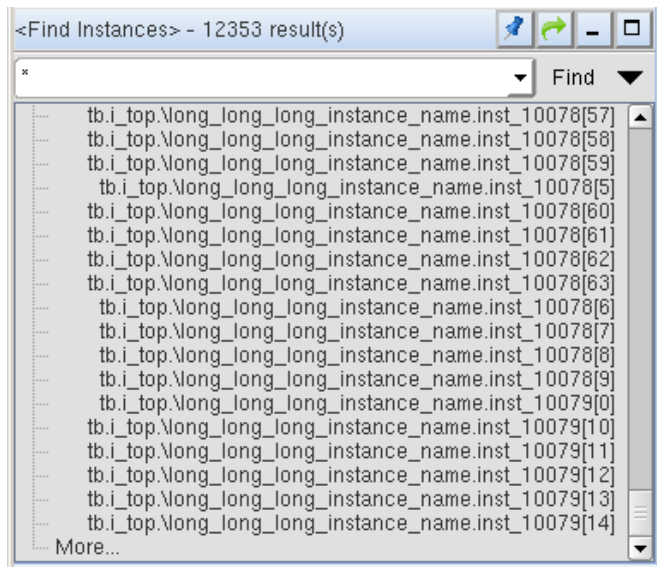 <Find Instances> - 12353 result(s)
*
Find
tb.i_top.\long_long_long_instance_name.inst_10078[57]
tb.i_top.\long_long_long_instance_name.inst_10078[58]
tb.i_top.\long_long_long_instance_name.inst_10078[59]
tb.i_top.\long_long_long_instance_name.inst_10078[5]
tb.i_top.\long_long_long_instance_name.inst_10078[60]
tb.i_top.\long_long_long_instance_name.inst_10078[61]
tb.i_top.\long_long_long_instance_name.inst_10078[62]
tb.i_top.\long_long_long_instance_name.inst_10078[63]
tb.i_top.\long_long_long_instance_name.inst_10078[6]
tb.i_top.\long_long_long_instance_name.inst_10078[7]
tb.i_top.\long_long_long_instance_name.inst_10078[8]
tb.i_top.\long_long_long_instance_name.inst_10078[9]
tb.i_top.\long_long_long_instance_name.inst_10079[0]
tb.i_top.\long_long_long_instance_name.inst_10079[10]
tb.i_top.\long_long_long_instance_name.inst_10079[11]
tb.i_top.\long_long_long_instance_name.inst_10079[12]
tb.i_top.\long_long_long_instance_name.inst_10079[13]
tb.i_top.\long_long_long_instance_name.inst_10079[14]
More...